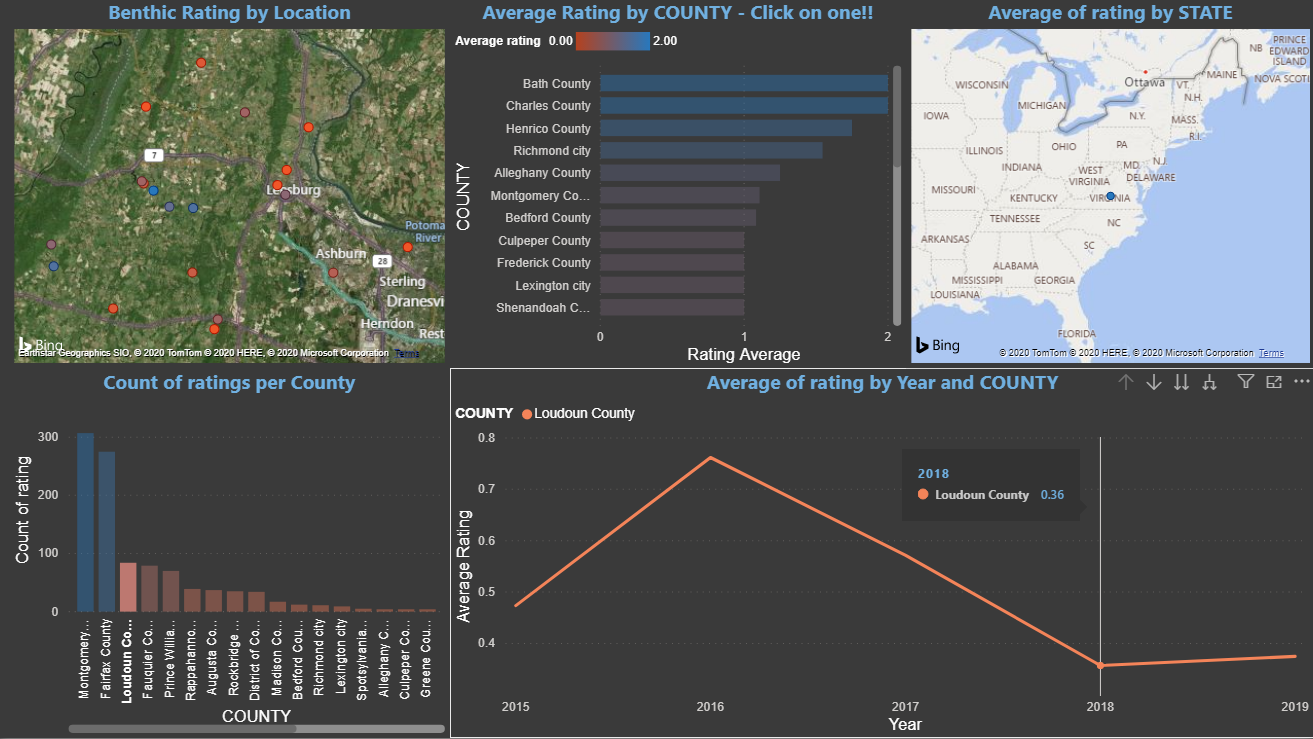 Benthic Rating by Location
7
Leesburg
Potoma
River
Ashburn
28
Sterling
Dranesvi
Herndon
Rest
Bing
Earthstar Geographics SIO, © 2020 TomTom © 2020 HERE, © 2020 Microsoft Corporation Terms
Average Rating by COUNTY - Click on one!!
Average rating 0.00 2.00
COUNTY
Bath County
Charles County
Henrico County
Richmond city
Alleghany County
Montgomery Co...
Bedford County
Culpeper County
Frederick County
Lexington city
Shenandoah C...
0 1 2
Rating Average
Average of rating by STATE
PRINCE
EDWARD
ISLAND
NB
NOVA SCOTI
MAINE
Ottawa
VT.
N.H.
WISCONSIN
MICHIGAN
N.Y.
MASS.
R.I.
IOWA
ILLINOIS
INDIANA
OHIO
PA
N.J.
MD.
DELAWARE
WEST
VIRGINIA
MISSOURI
KENTUCKY
VIRGINIA
TENNESSEE
NC
ARKANSAS
SC
ALABAMA
MISSISSIPPI
GEORGIA
LOUISIANA
FLORIDA
Bing
© 2020 TomTom © 2020 HERE, © 2020 Microsoft Corporation Terms
Count of ratings per County
Count of rating
300
200
100
0
Montgomery...
Fairfax County
Loudoun Co...
Fauquier Co...
Prince Willia...
Rappahanno...
Augusta Co...
Rockbridge ...
District of Co...
Madison Co...
Bedford Cou...
Richmond city
Lexington city
Spotsylvania...
Alleghany C...
Culpeper Co...
Greene Cou...
COUNTY
Average of rating by Year and COUNTY
COUNTY Loudoun County
Average Rating
0.8
0.7
0.6
0.5
0.4
2018
Loudoun County 0.36
2015 2016 2017 2018 2019
Year